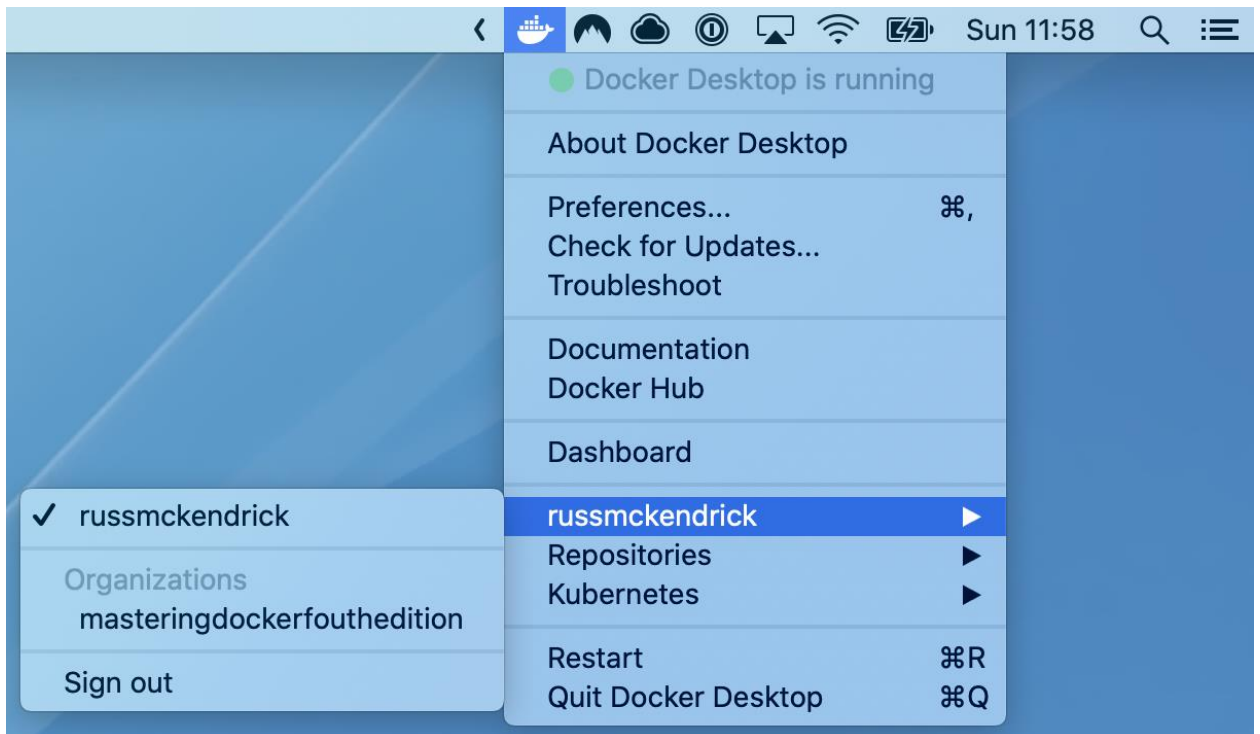 Sun 11:58
Docker Desktop is running
About Docker Desktop
Preferences... ⌘,
Check for Updates...
Troubleshoot
Documentation
Docker Hub
Dashboard
russmckendrick
Repositories
Kubernetes
Restart ⌘R
Quit Docker Desktop ⌘Q
russmckendrick
Organizations
masteringdockerfouthedition
Sign out